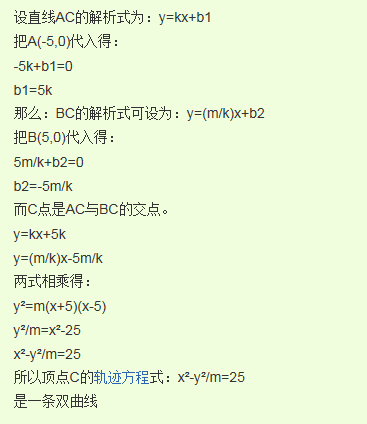 设直线AC的解析式为：y=kx+b1
把A(-5,0)代入得：
-5k+b1=0
b1=5k
那么：BC的解析式可设为：y=(m/k)x+b2
把B(5,0)代入得：
5m/k+b2=0
b2=-5m/k
而C点是AC与BC的交点。
y=kx+5k
y=(m/k)x-5m/k
两式相乘得：
y²=m(x+5)(x-5)
y²/m=x²-25
x²-y²/m=25
所以顶点C的轨迹方程式：x²-y²/m=25
是一条双曲线